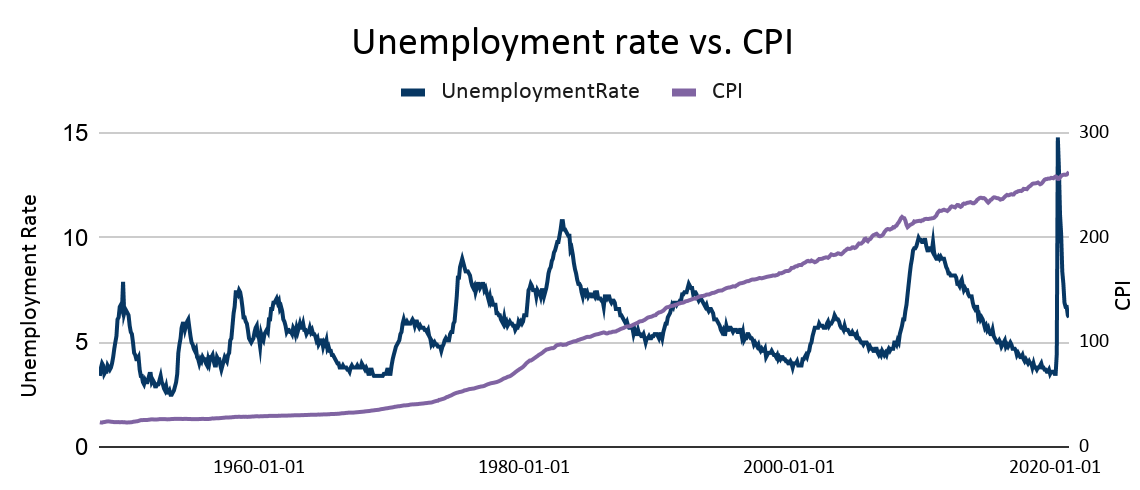 Unemployment rate vs. CPI
UnemploymentRate CPI
15 300
10 200
5 100
0 0
Unemployment Rate
CPI
1960-01-01 1980-01-01 2000-01-01 2020-01-01